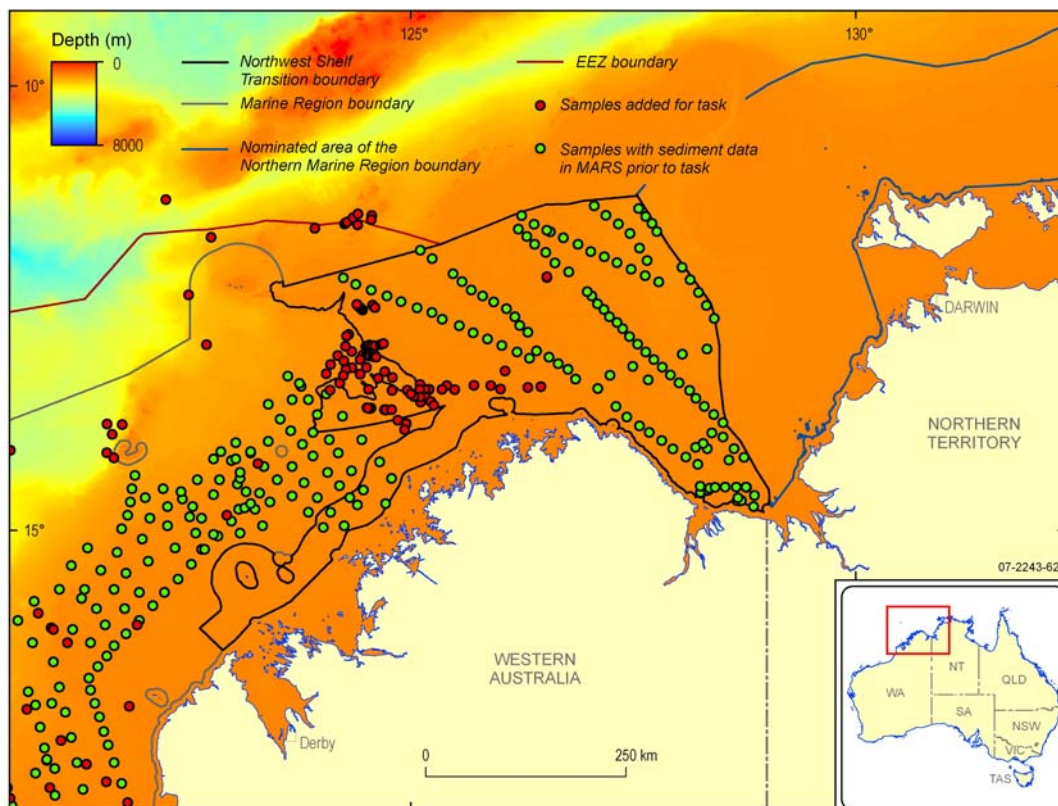 125°
130°
Depth (m)
0
8000
Northwest Shelf
Transition boundary
Marine Region boundary
Nominated area of the
Northern Marine Region boundary
EEZ boundary
Samples added for task
Samples with sediment data
in MARS prior to task
10°
DARWIN
NORTHERN
TERRITORY
15°
07-2243-62
WESTERN
AUSTRALIA
Derby
0
250 km
WA
NT
QLD
SA
NSW
VIC
TAS